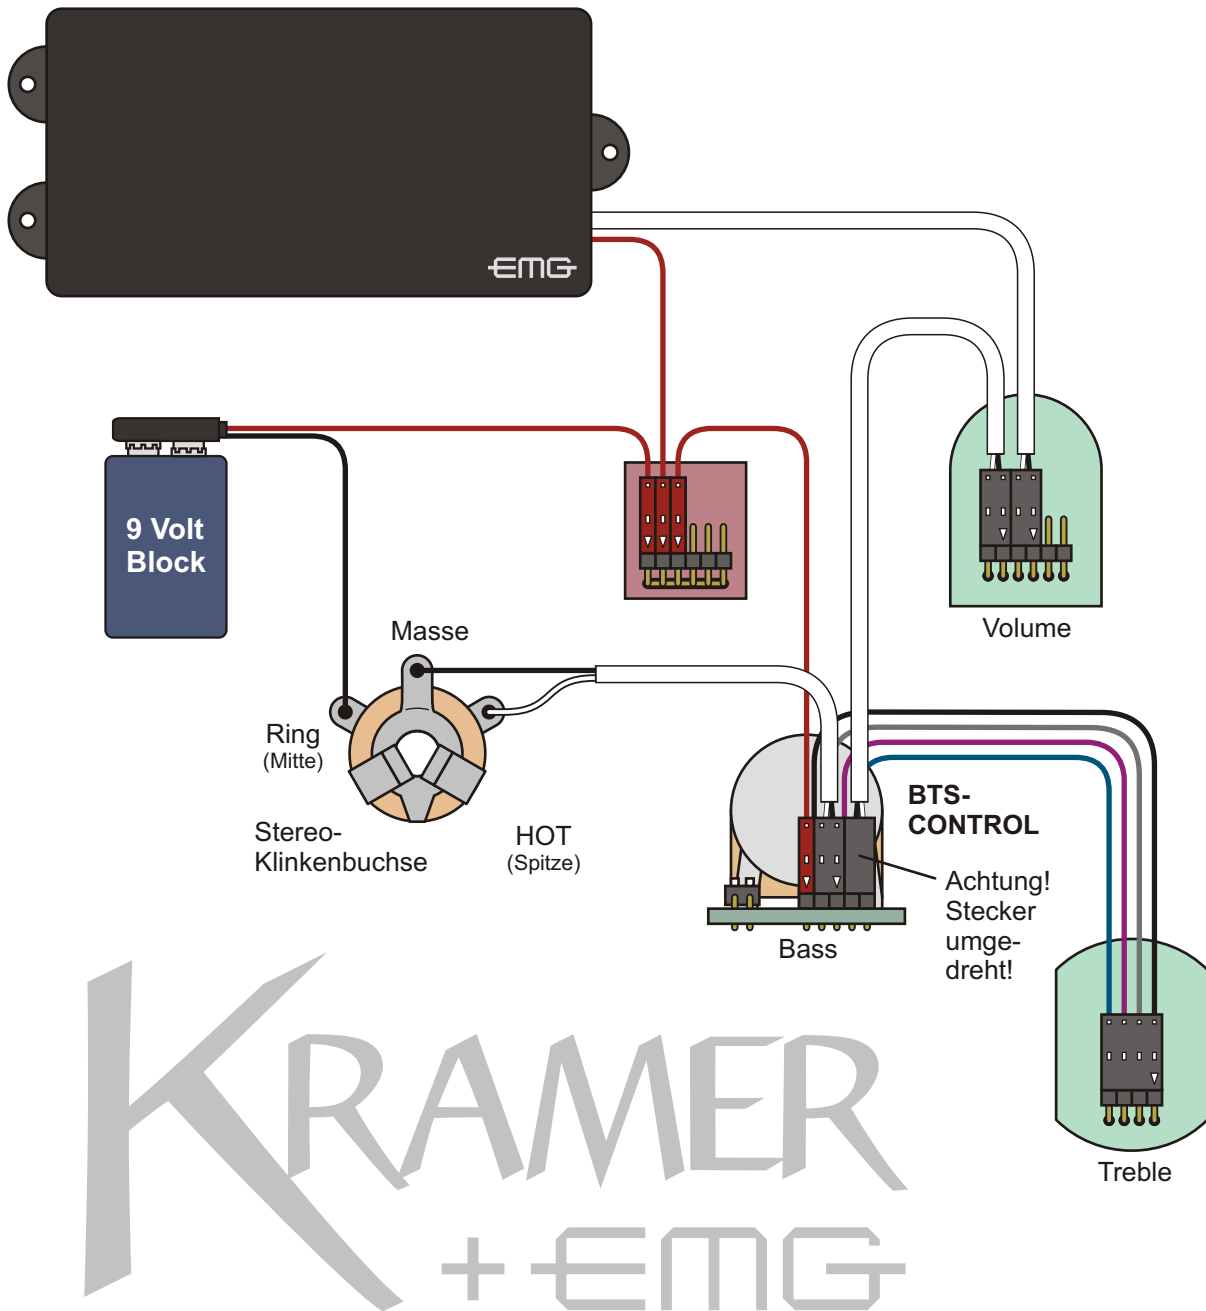 EMG
9 Volt
Block
Volume
Masse
Ring
(Mitte)
Stereo-
Klinkenbuchse
HOT
(Spitze)
BTS-
CONTROL
Achtung!
Stecker
umge-
dreht!
Bass
Treble
KRAMER
+ EMG